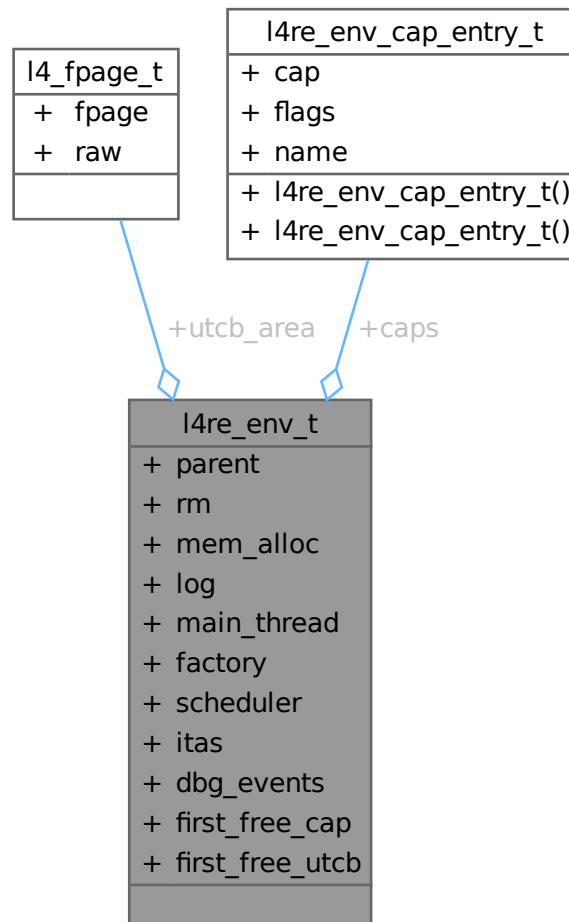 l4_fpage_t
+ fpage
+ raw
l4re_env_cap_entry_t
+ cap
+ flags
+ name
+ l4re_env_cap_entry_t()
+ l4re_env_cap_entry_t()
+utcb_area
+caps
l4re_env_t
+ parent
+ rm
+ mem_alloc
+ log
+ main_thread
+ factory
+ scheduler
+ itas
+ dbg_events
+ first_free_cap
+ first_free_utcb